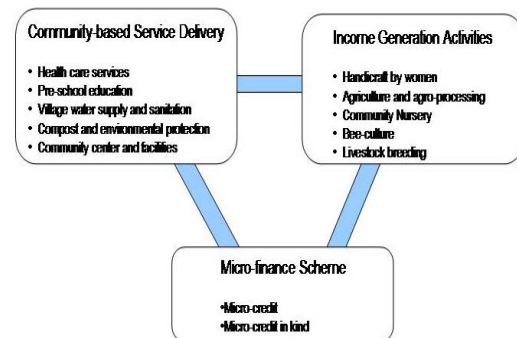 Community-based Service Delivery
• Health care services
• Pre-school education
• Village water supply and sanitation
• Compost and environmental protection
• Community center and facilities
Income Generation Activities
• Handicraft by women
• Agriculture and agro-processing
• Community Nursery
• Bee-culture
• Livestock breeding
Micro-finance Scheme
•Micro-credit
•Micro-credit in kind